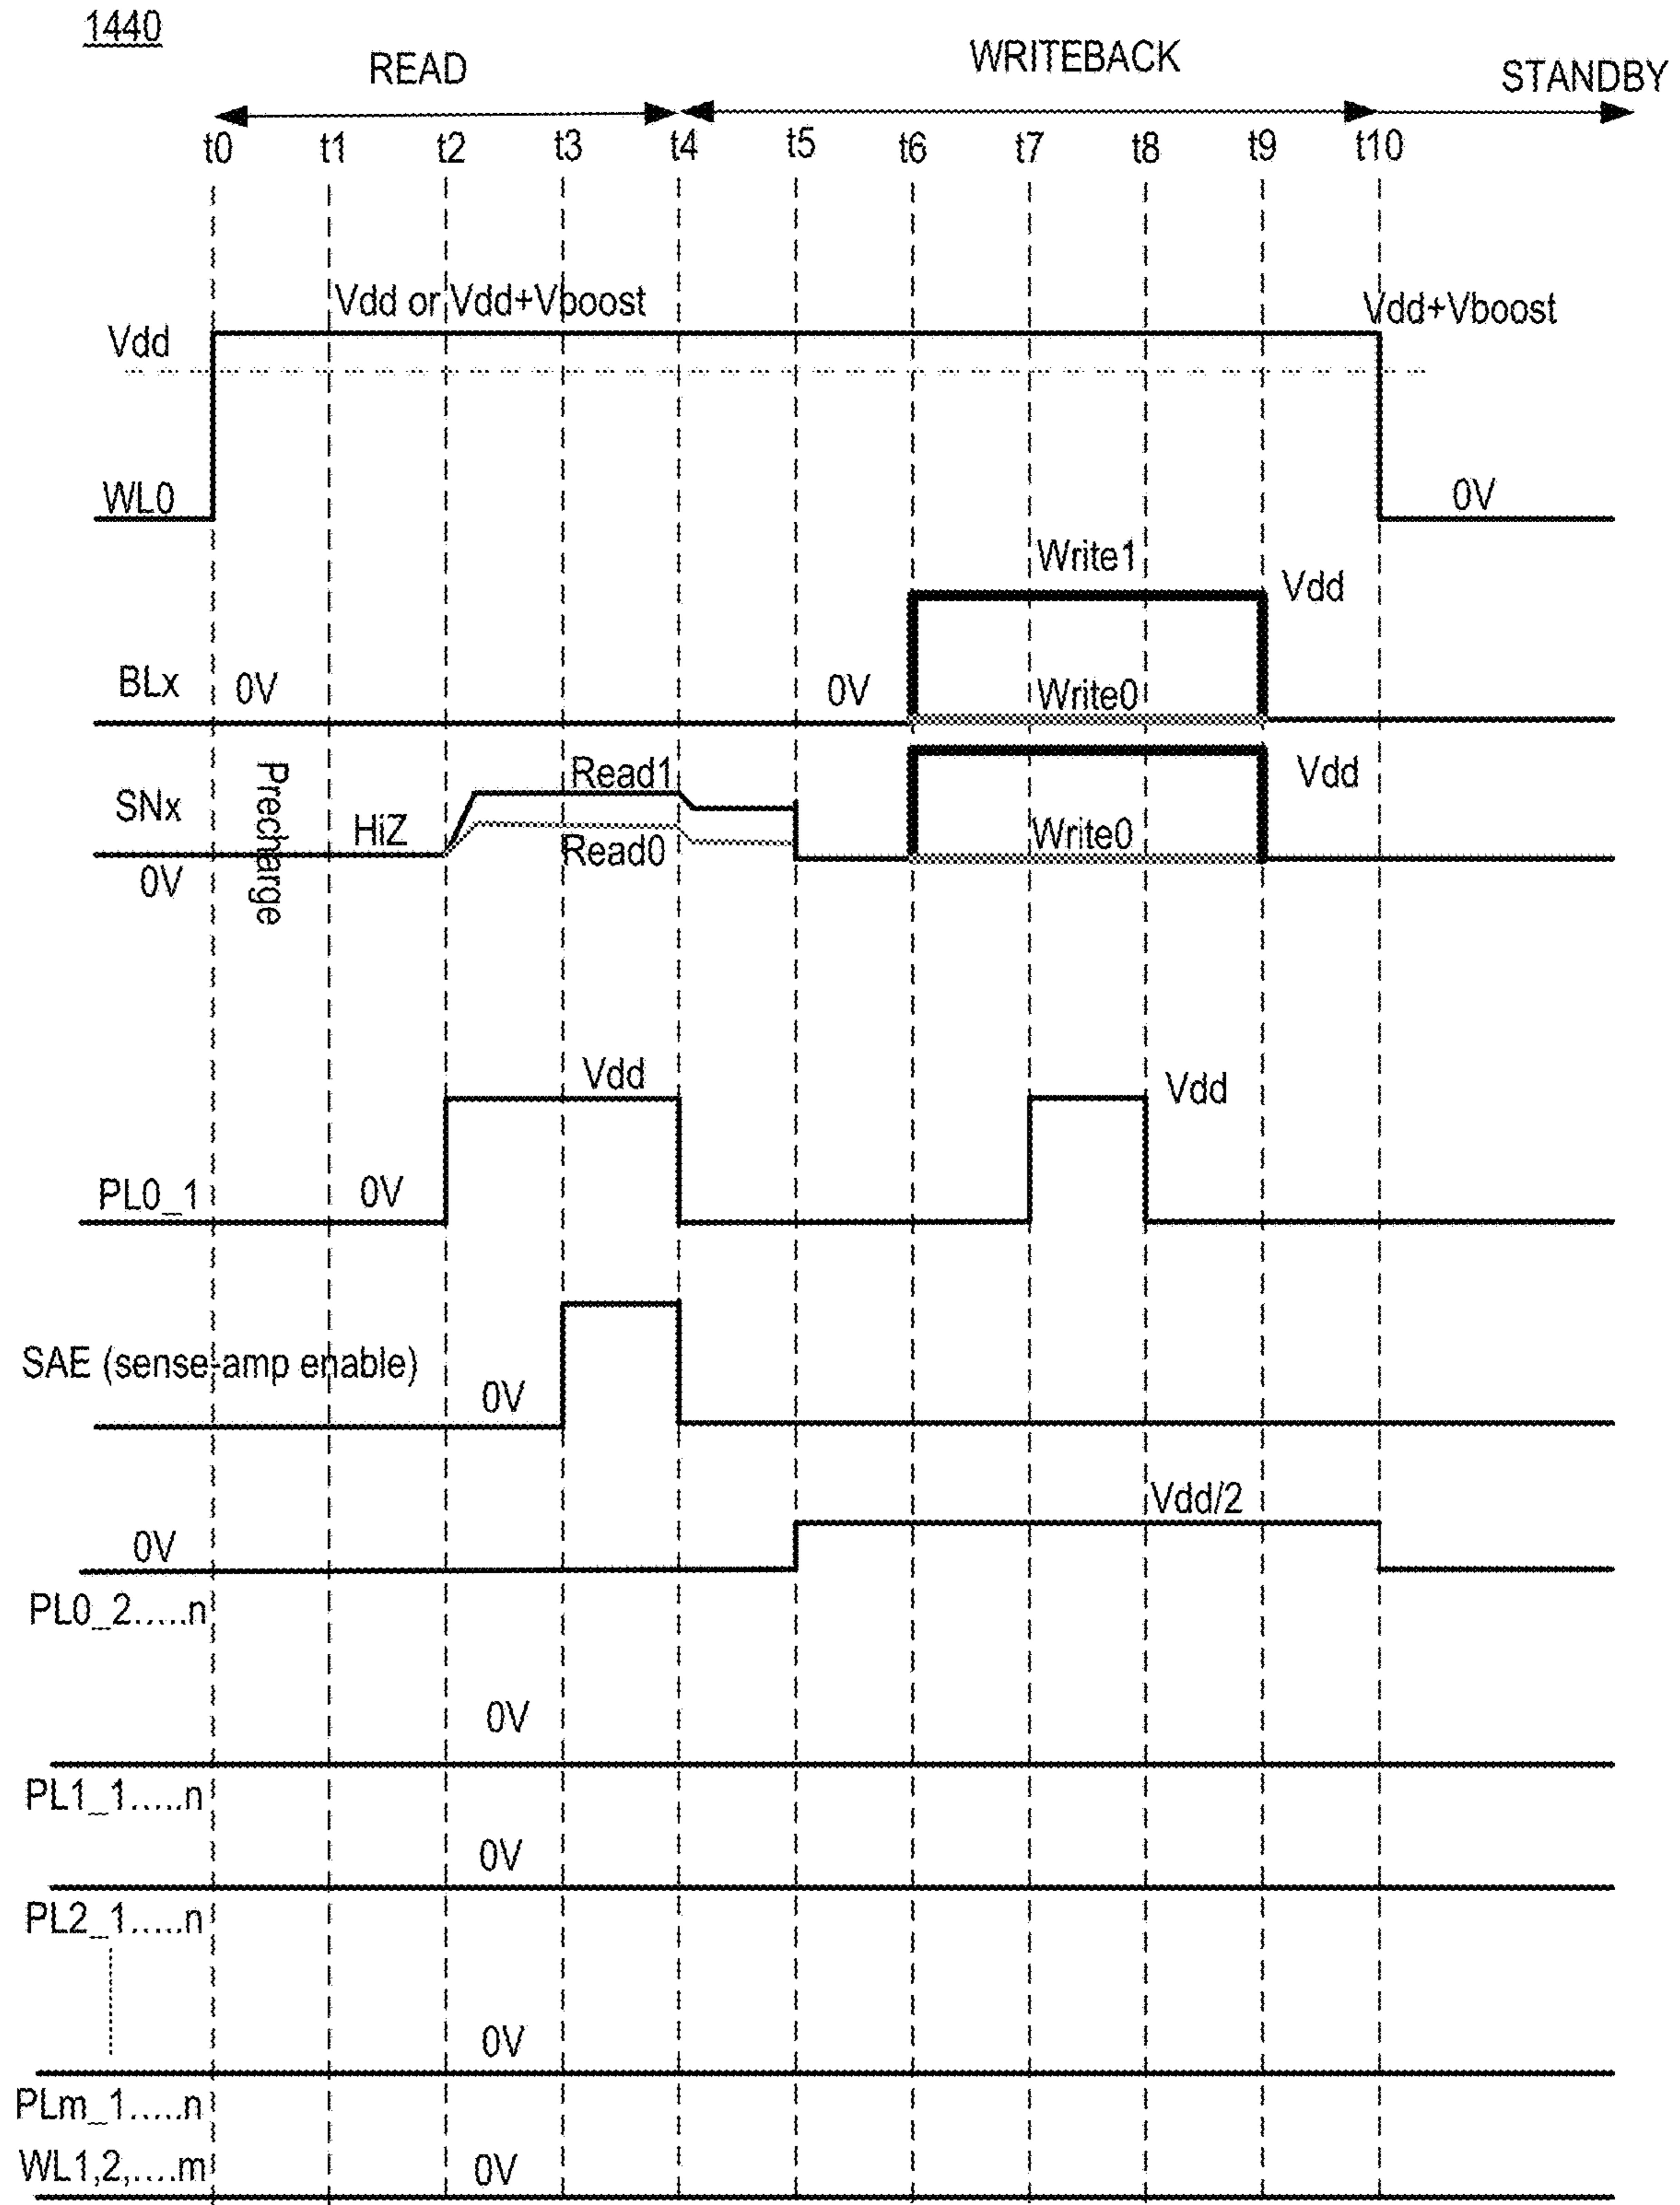 1440
READ
WRITEBACK
STANDBY
t0 t1 t2 t3 t4 t5 t6 t7 t8 t9 t10
Vdd or Vdd+Vboost
Vdd+Vboost
Vdd
WL0
0V
Write1
Vdd
BLx
0V
0V
Write0
Precharge
Read1
Vdd
SNx
HiZ
Read0
Write0
0V
Vdd
Vdd
PL0_1
0V
SAE (sense-amp enable)
0V
Vdd/2
0V
PL0_2.....n
0V
PL1_1.....n
0V
PL2_1.....n
0V
PLm_1.....n
WL1,2,....m
0V